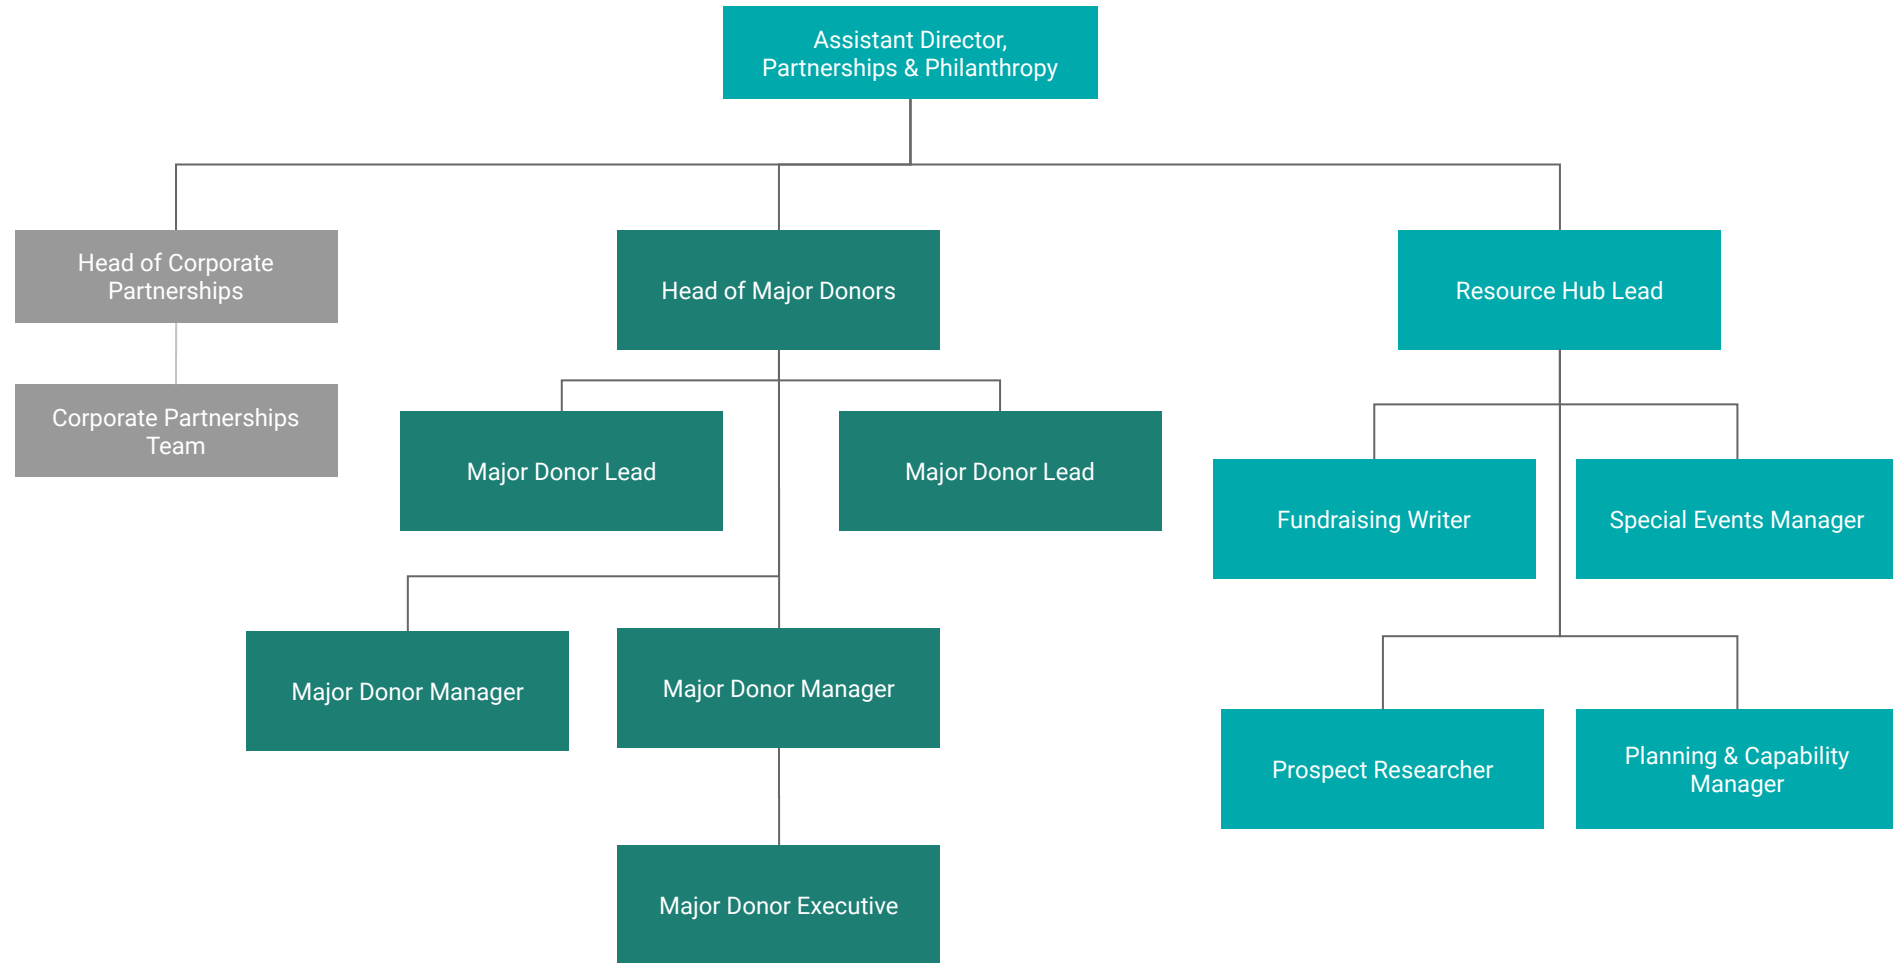 Assistant Director,
Partnerships & Philanthropy
Head of Corporate
Partnerships
Head of Major Donors
Resource Hub Lead
Corporate Partnerships
Team
Major Donor Lead
Major Donor Lead
Fundraising Writer
Special Events Manager
Major Donor Manager
Major Donor Manager
Prospect Researcher
Planning & Capability
Manager
Major Donor Executive